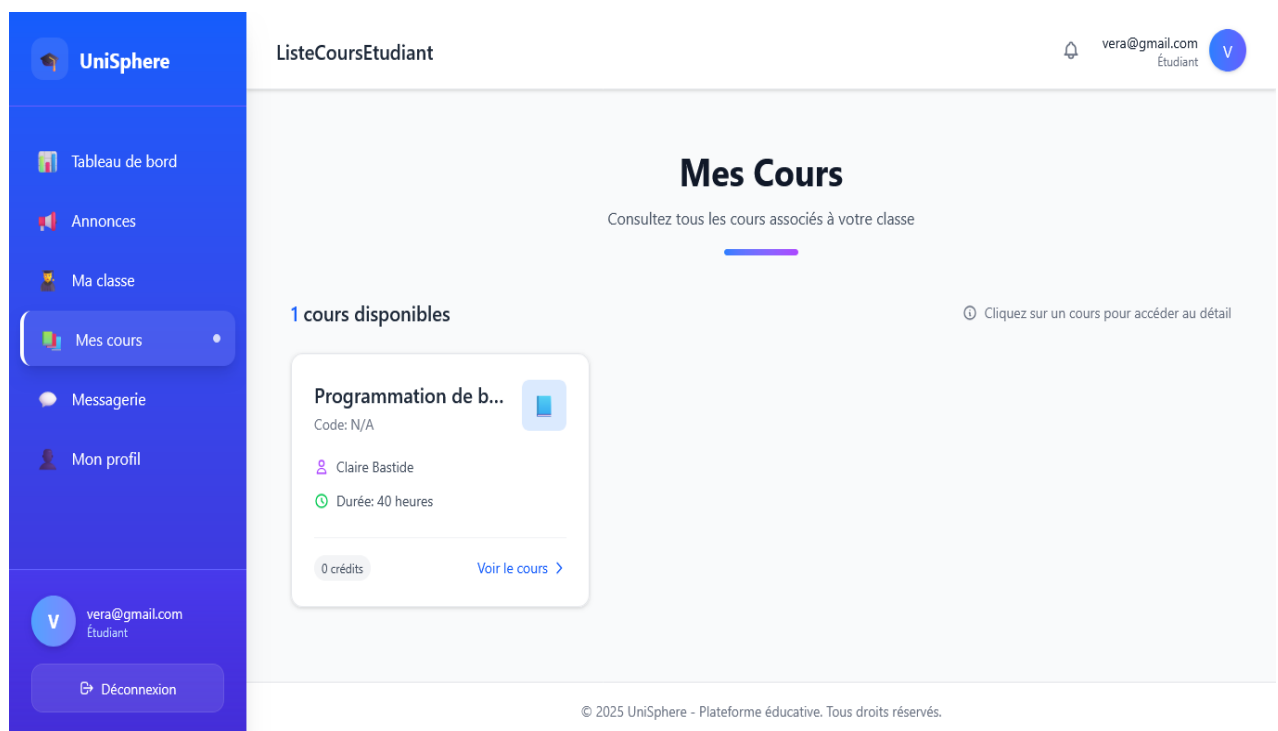 UniSphere
Tableau de bord
Annonces
Ma classe
Mes cours
Messagerie
Mon profil
V
vera@gmail.com
Étudiant
Déconnexion
ListeCoursEtudiant
vera@gmail.com
Étudiant
V
Mes Cours
Consultez tous les cours associés à votre classe
1 cours disponibles
Cliquez sur un cours pour accéder au détail
Programmation de b...
Code: N/A
Claire Bastide
Durée: 40 heures
0 crédits
Voir le cours
© 2025 UniSphere - Plateforme éducative. Tous droits réservés.